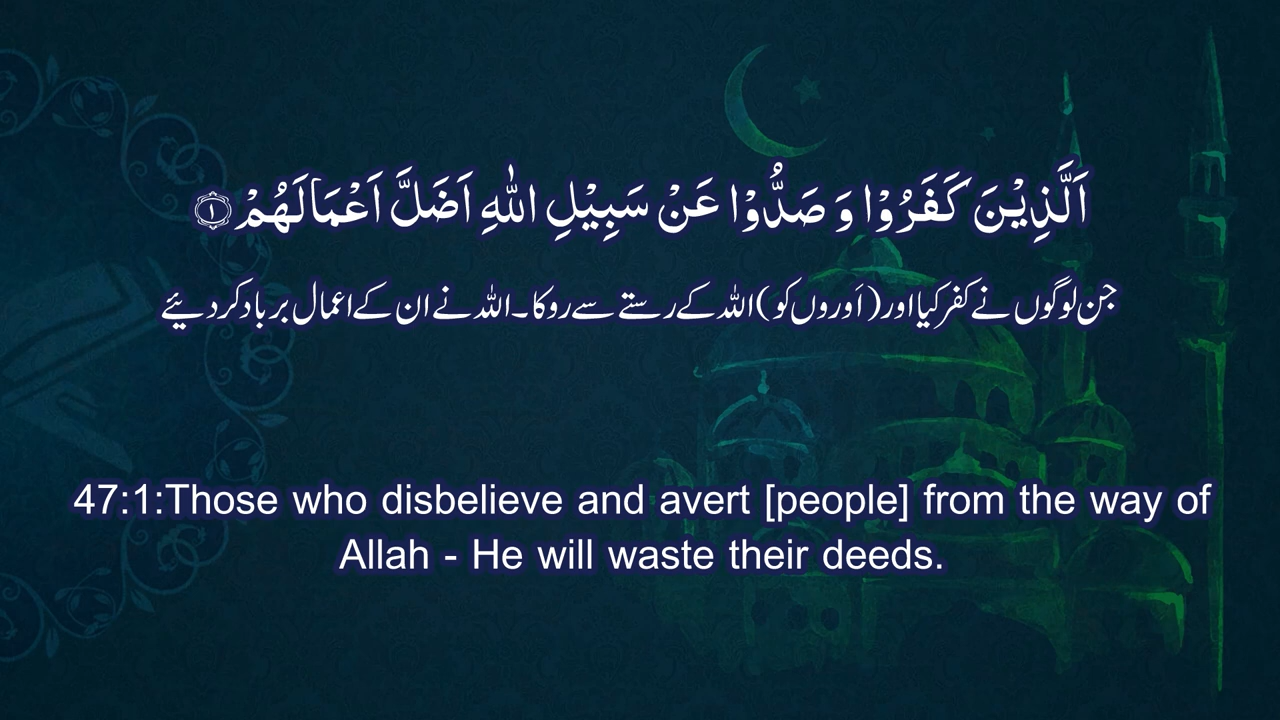 اَلَّذِيْنَ كَفَرُوْا وَ صَدُّوْا عَنْ سَبِيْلِ اللّٰهِ اَضَلَّ اَعْمَالَهُمْ ۝۱
جن لوگوں نے کفر کیا اور (اَوروں کو) اللہ کے رستے سے روکا۔ اللہ نے ان کے اعمال برباد کر دیئے
47:1:Those who disbelieve and avert [people] from the way of
Allah - He will waste their deeds.